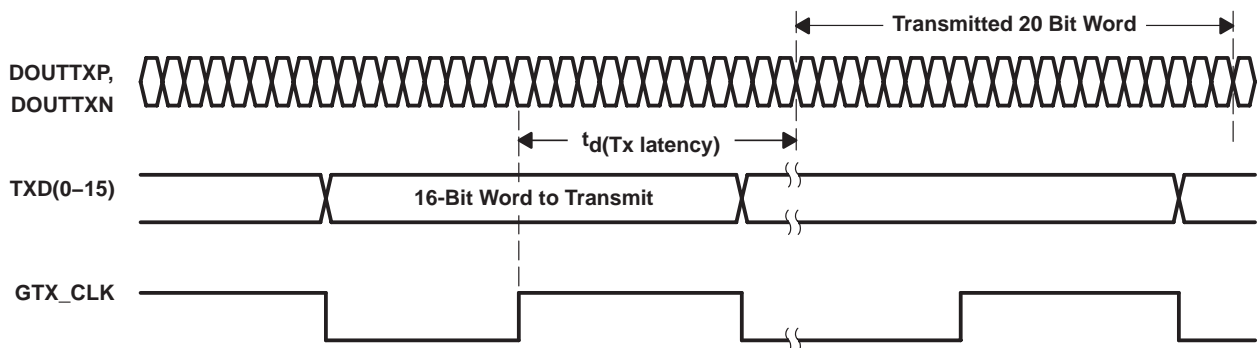 Transmitted 20 Bit Word
DOUTTXP,
DOUTTXN
td(Tx latency)
TXD(0–15)
16-Bit Word to Transmit
GTX_CLK